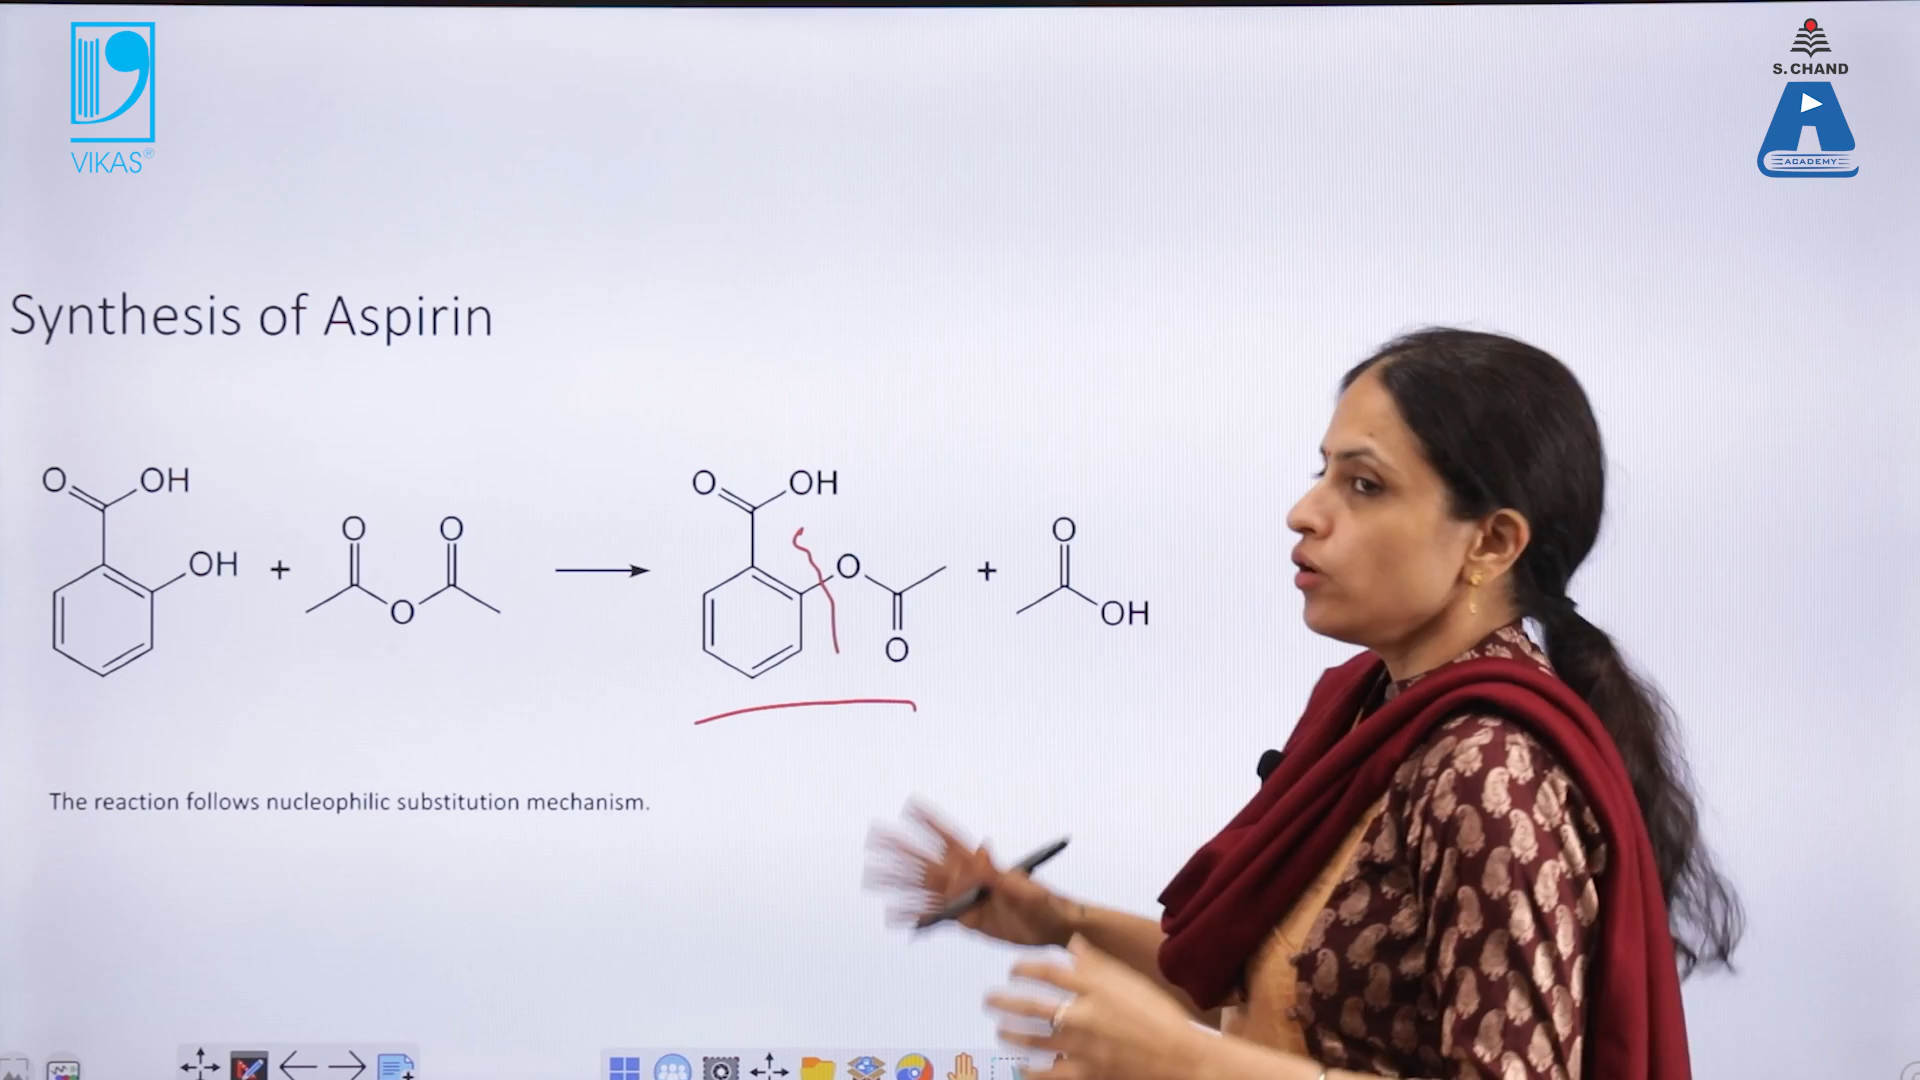 VIKAS®
S. CHAND
ACADEMY
Synthesis of Aspirin
O OH
OH
+
O O
O
O OH
O
O
+
O
OH
The reaction follows nucleophilic substitution mechanism.